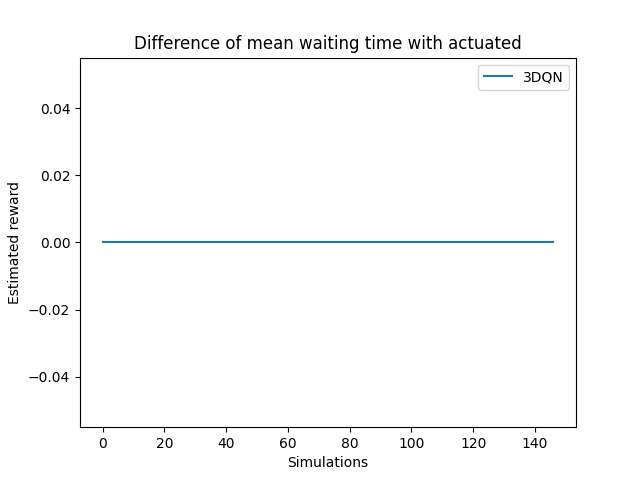 Difference of mean waiting time with actuated
3DQN
Estimated reward
0.04
0.02
0.00
−0.02
−0.04
0 20 40 60 80 100 120 140
Simulations